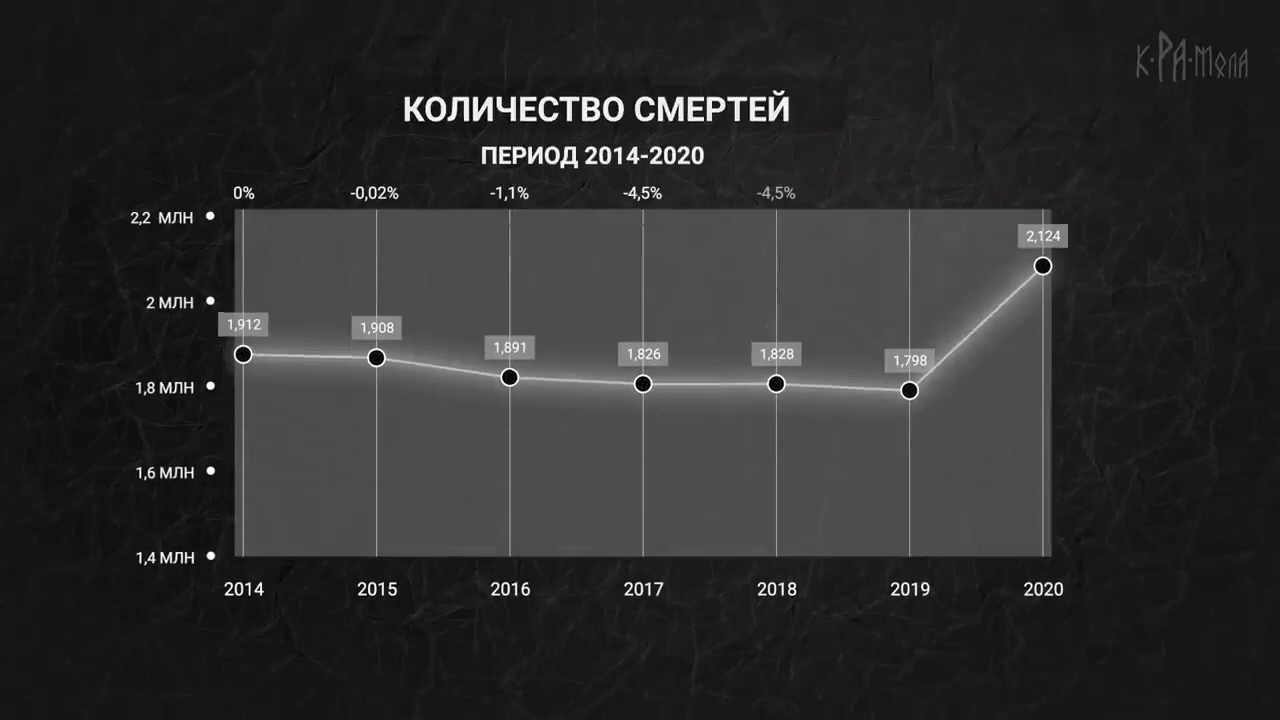 К·РА·МОЛА
КОЛИЧЕСТВО СМЕРТЕЙ
ПЕРИОД 2014-2020
0% -0,02% -1,1% -4,5% -4,5%
2,2 МЛН
2,124
2 МЛН
1,912 1,908 1,891 1,826 1,828 1,798
1,8 МЛН
1,6 МЛН
1,4 МЛН
2014 2015 2016 2017 2018 2019 2020